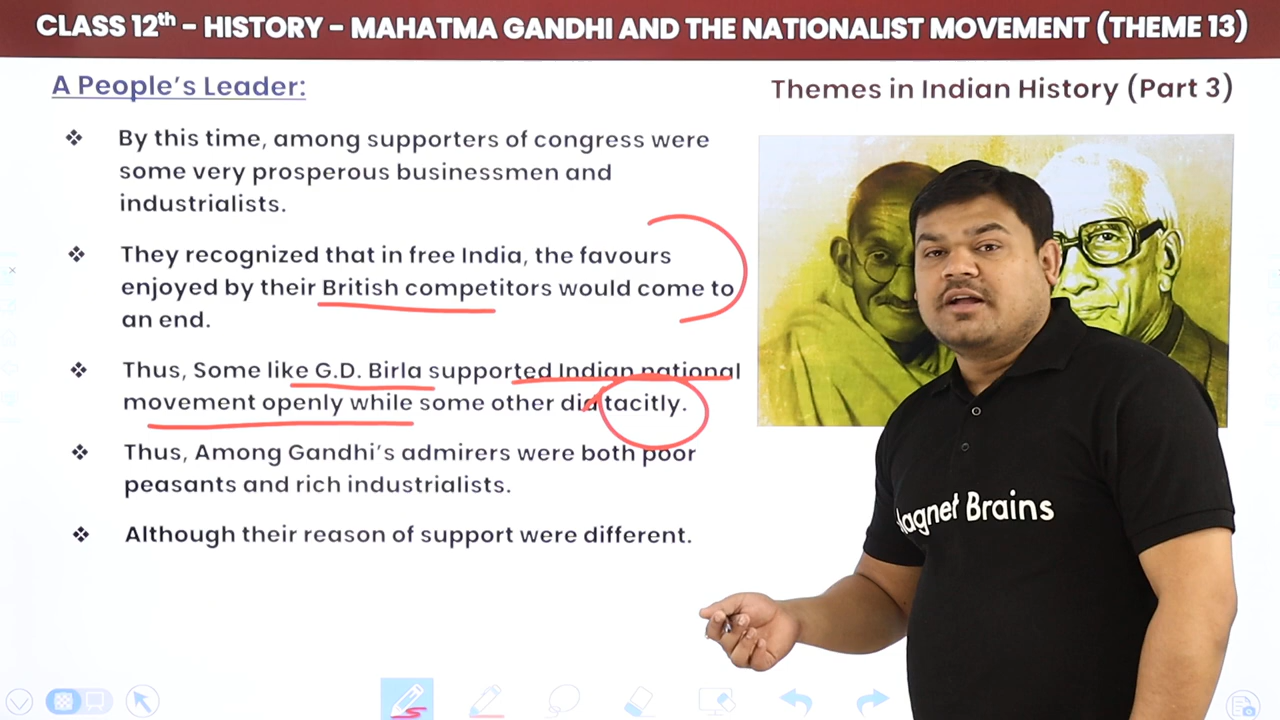 CLASS 12th – HISTORY – MAHATMA GANDHI AND THE NATIONALIST MOVEMENT (THEME 13)
A People's Leader:
Themes in Indian History (Part 3)
❖ By this time, among supporters of congress were
some very prosperous businessmen and
industrialists.
❖ They recognized that in free India, the favours
enjoyed by their British competitors would come to
an end.
❖ Thus, Some like G.D. Birla supported Indian national
movement openly while some other did tacitly.
❖ Thus, Among Gandhi's admirers were both poor
peasants and rich industrialists.
❖ Although their reason of support were different.
Brains